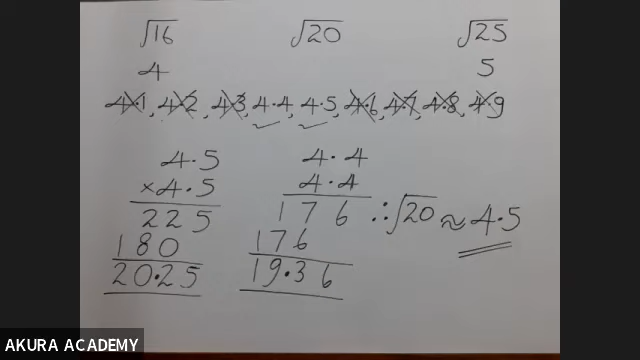 √16 √20 √25
4 5
4·1, 4·2, 4·3, 4·4, 4·5, 4·6, 4·7, 4·8, 4·9
4·5 4·4
×4·5 4·4
225 176 ∴√20 ≈ 4·5
180 176
20·25 19·36
AKURA ACADEMY